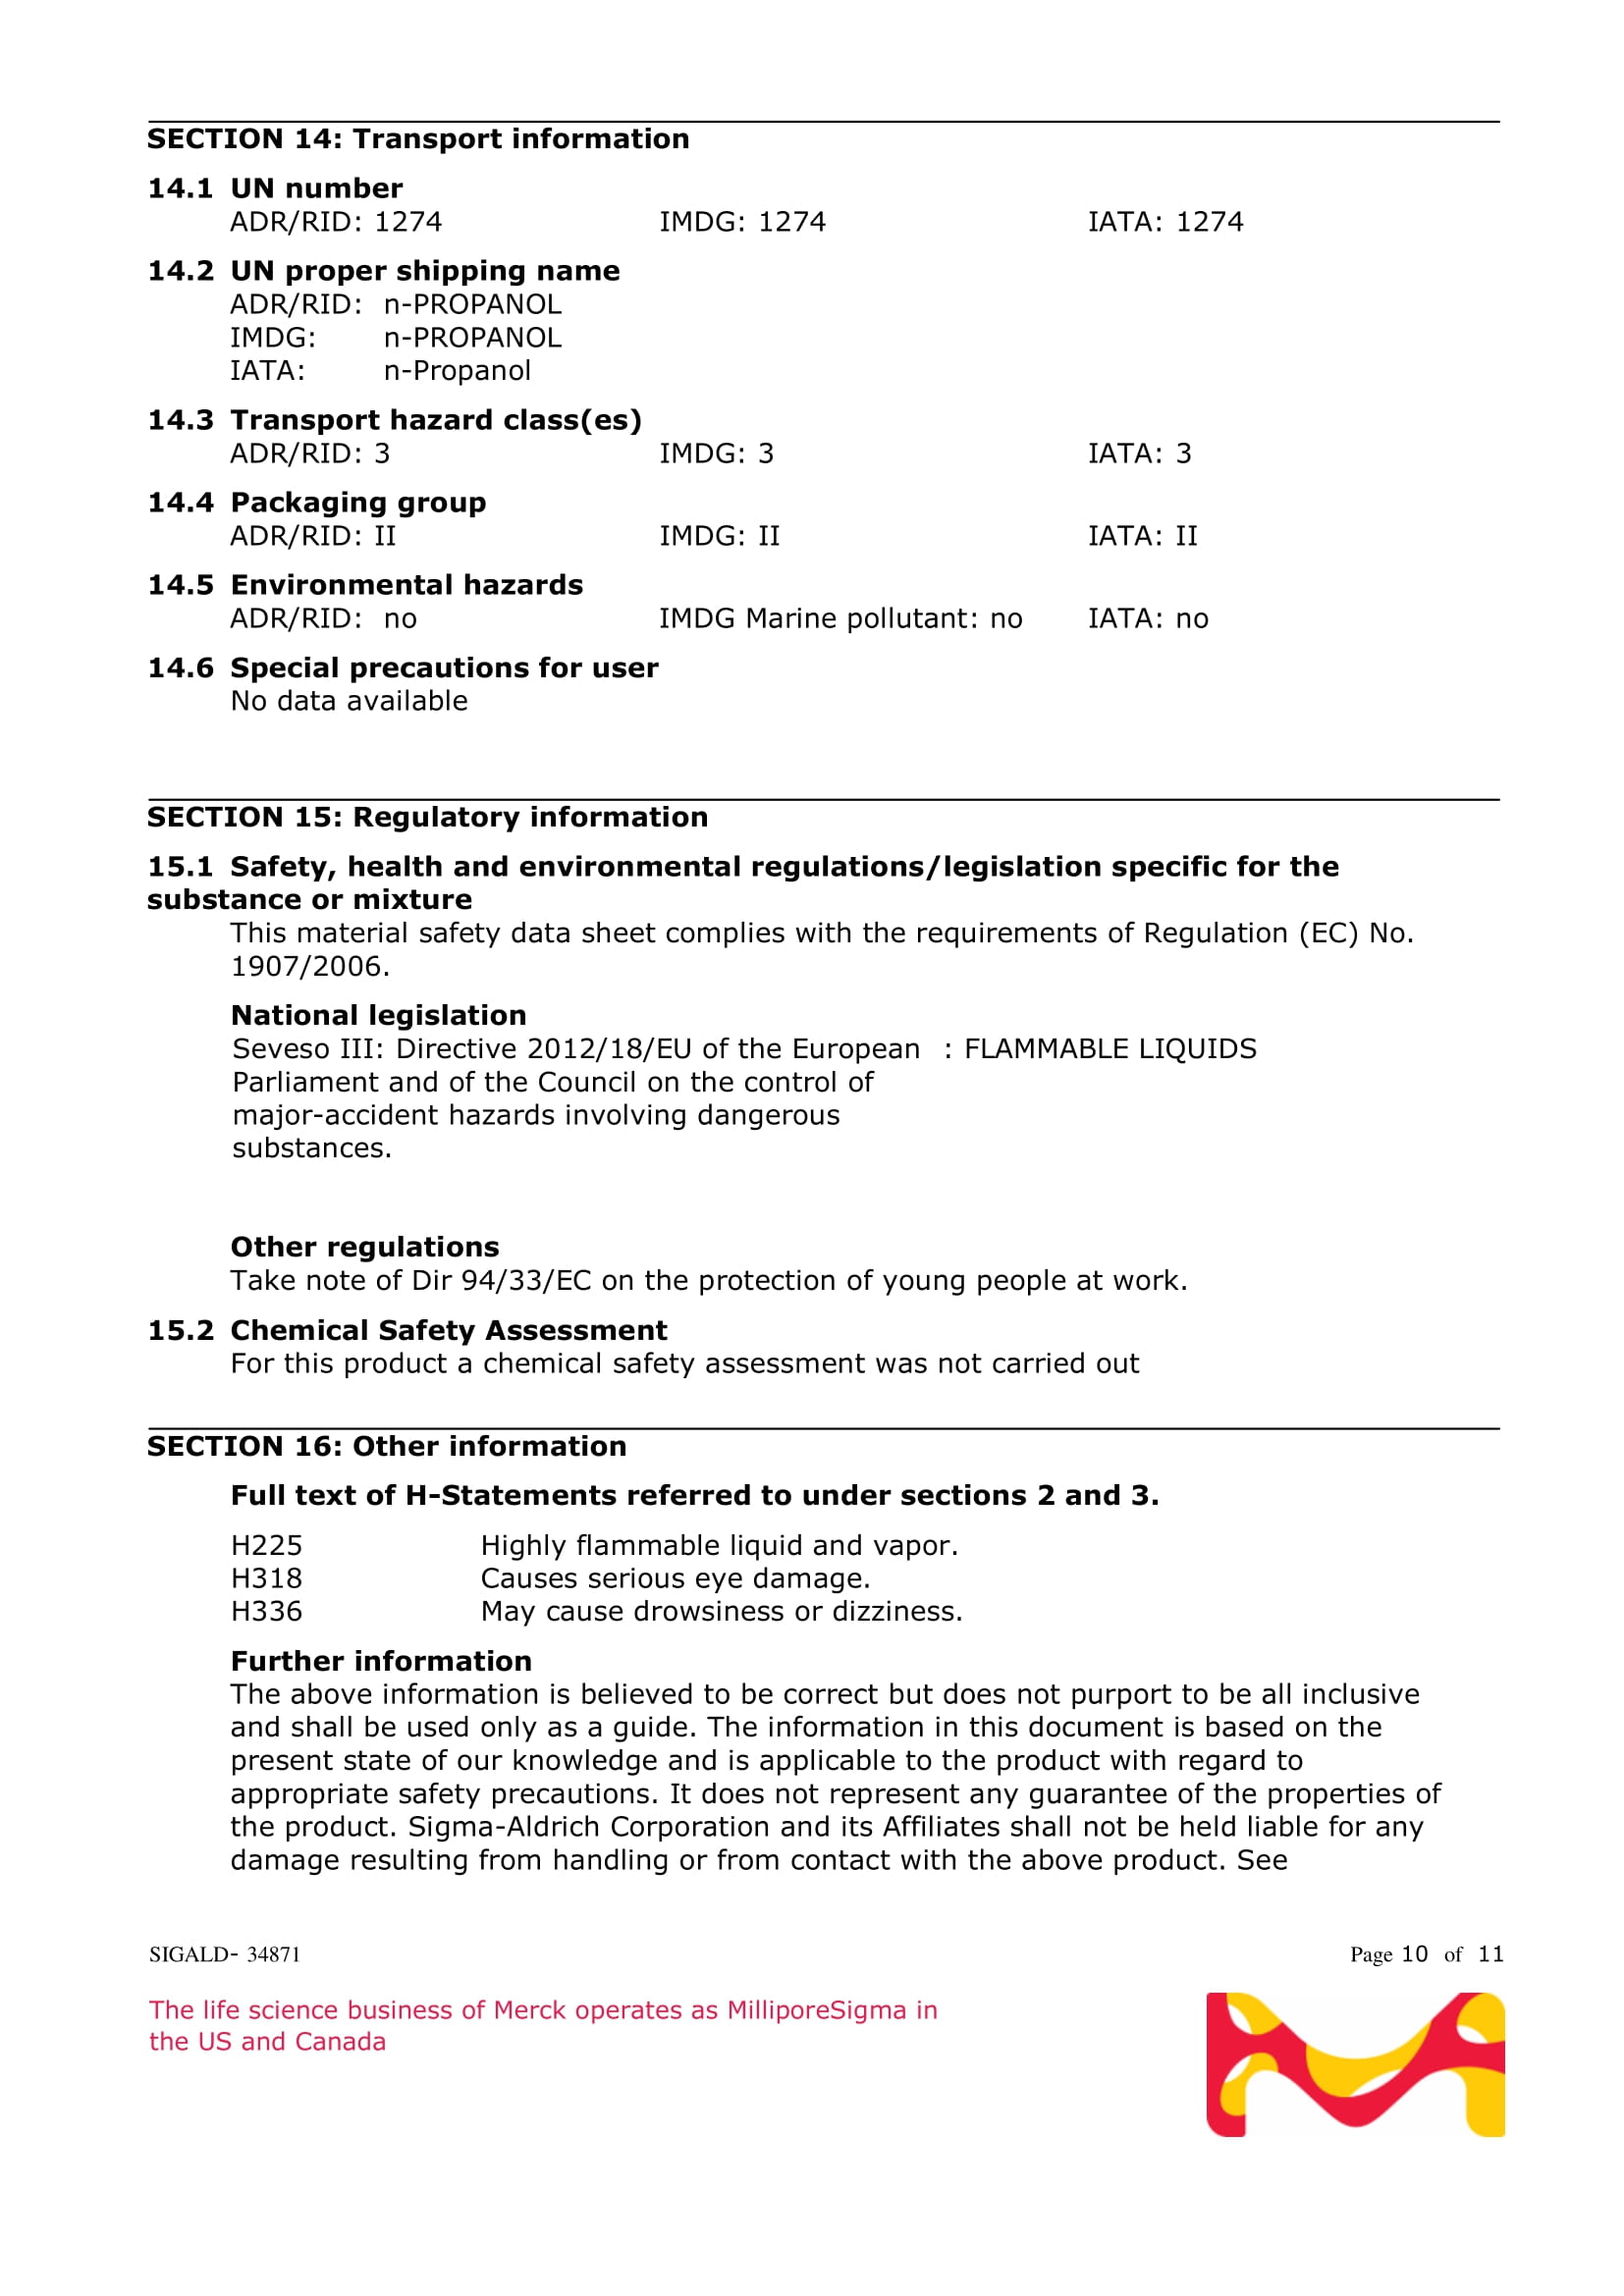 SECTION 14: Transport information
14.1 UN number
ADR/RID: 1274 IMDG: 1274 IATA: 1274
14.2 UN proper shipping name
ADR/RID: n-PROPANOL
IMDG: n-PROPANOL
IATA: n-Propanol
14.3 Transport hazard class(es)
ADR/RID: 3 IMDG: 3 IATA: 3
14.4 Packaging group
ADR/RID: II IMDG: II IATA: II
14.5 Environmental hazards
ADR/RID: no IMDG Marine pollutant: no IATA: no
14.6 Special precautions for user
No data available
SECTION 15: Regulatory information
15.1 Safety, health and environmental regulations/legislation specific for the
substance or mixture
This material safety data sheet complies with the requirements of Regulation (EC) No.
1907/2006.
National legislation
Seveso III: Directive 2012/18/EU of the European : FLAMMABLE LIQUIDS
Parliament and of the Council on the control of
major-accident hazards involving dangerous
substances.
Other regulations
Take note of Dir 94/33/EC on the protection of young people at work.
15.2 Chemical Safety Assessment
For this product a chemical safety assessment was not carried out
SECTION 16: Other information
Full text of H-Statements referred to under sections 2 and 3.
H225 Highly flammable liquid and vapor.
H318 Causes serious eye damage.
H336 May cause drowsiness or dizziness.
Further information
The above information is believed to be correct but does not purport to be all inclusive
and shall be used only as a guide. The information in this document is based on the
present state of our knowledge and is applicable to the product with regard to
appropriate safety precautions. It does not represent any guarantee of the properties of
the product. Sigma-Aldrich Corporation and its Affiliates shall not be held liable for any
damage resulting from handling or from contact with the above product. See
SIGALD- 34871 Page 10 of 11
The life science business of Merck operates as MilliporeSigma in
the US and Canada